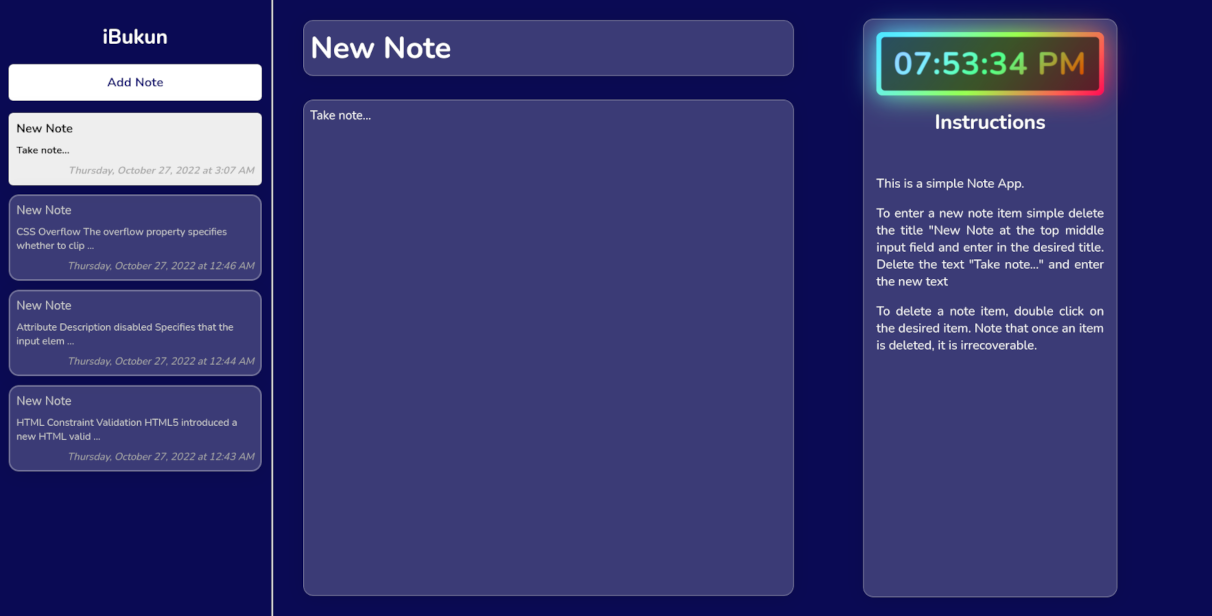 iBukun
Add Note
New Note
Take note...
Thursday, October 27, 2022 at 3:07 AM
New Note
CSS Overflow The overflow property specifies
whether to clip ...
Thursday, October 27, 2022 at 12:46 AM
New Note
Attribute Description disabled Specifies that the
input elem ...
Thursday, October 27, 2022 at 12:44 AM
New Note
HTML Constraint Validation HTML5 introduced a
new HTML valid ...
Thursday, October 27, 2022 at 12:43 AM
New Note
Take note...
07:53:34 PM
Instructions
This is a simple Note App.
To enter a new note item simple delete
the title "New Note at the top middle
input field and enter in the desired title.
Delete the text "Take note..." and enter
the new text
To delete a note item, double click on
the desired item. Note that once an item
is deleted, it is irrecoverable.